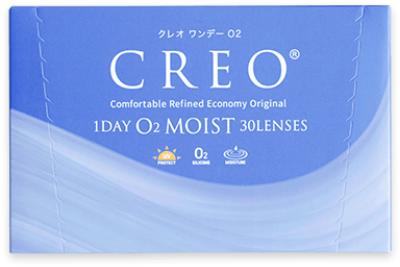 クレオ ワンデー O2
CREO®
Comfortable Refined Economy Original
1DAY O2 MOIST 30LENSES
UV O2
PROTECT SILICONE MOISTURE